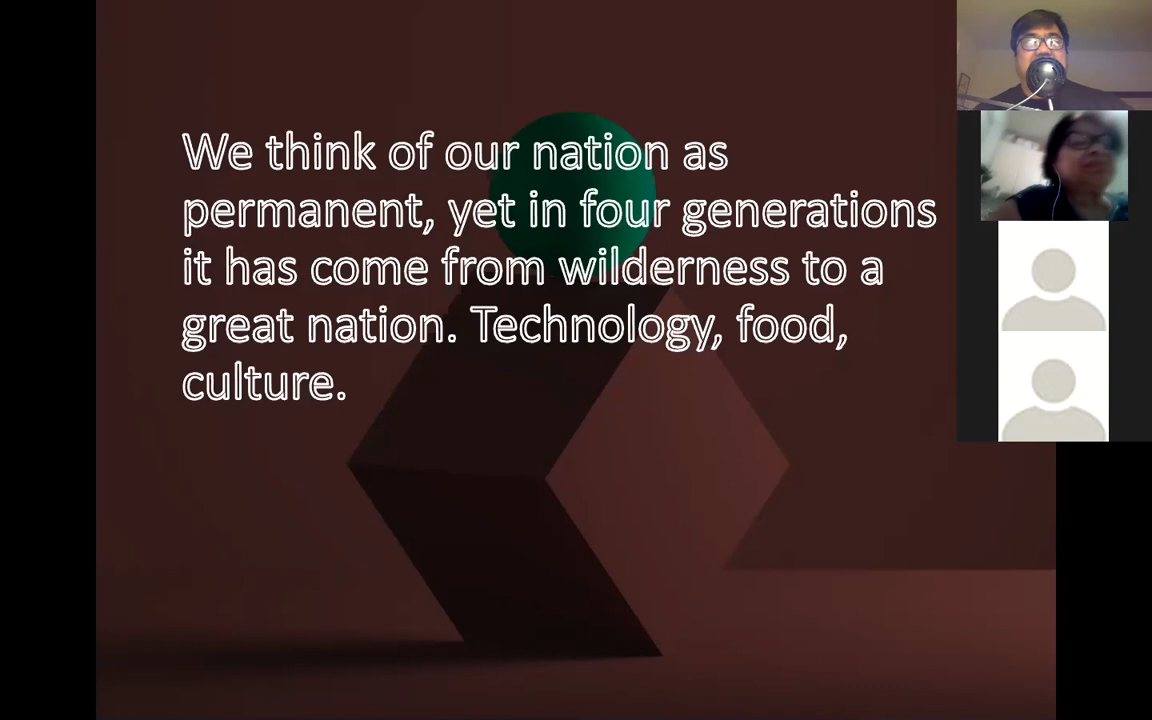 We think of our nation as
permanent, yet in four generations
it has come from wilderness to a
great nation. Technology, food,
culture.